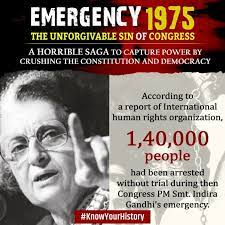 EMERGENCY 1975
THE UNFORGIVABLE SIN OF CONGRESS
A HORRIBLE SAGA TO CAPTURE POWER BY
CRUSHING THE CONSTITUTION AND DEMOCRACY
According to
a report of International
human rights organization,
1,40,000
people
had been arrested
without trial during then
Congress PM Smt. Indira
Gandhi's emergency.
#KnowYourHistory